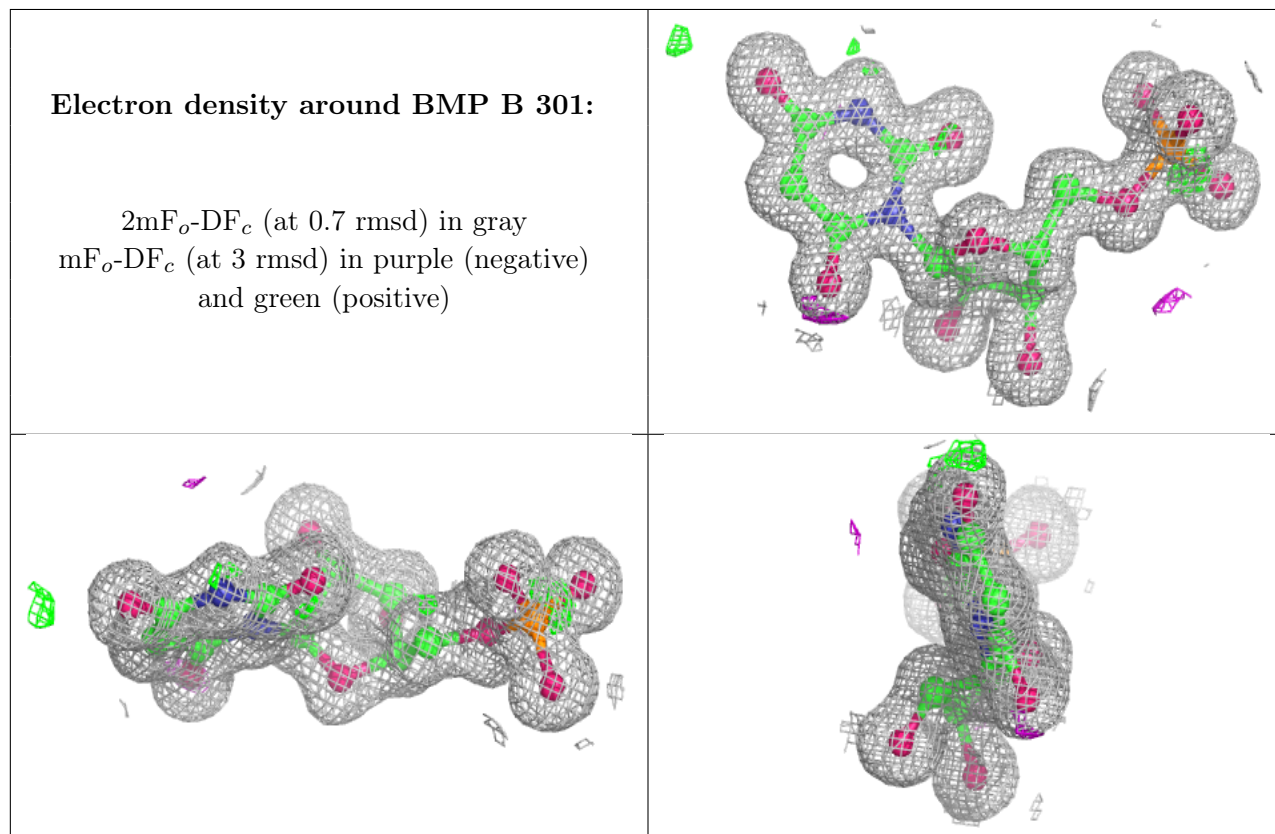 Electron density around BMP B 301:
2mFo-DFc (at 0.7 rmsd) in gray
mFo-DFc (at 3 rmsd) in purple (negative)
and green (positive)